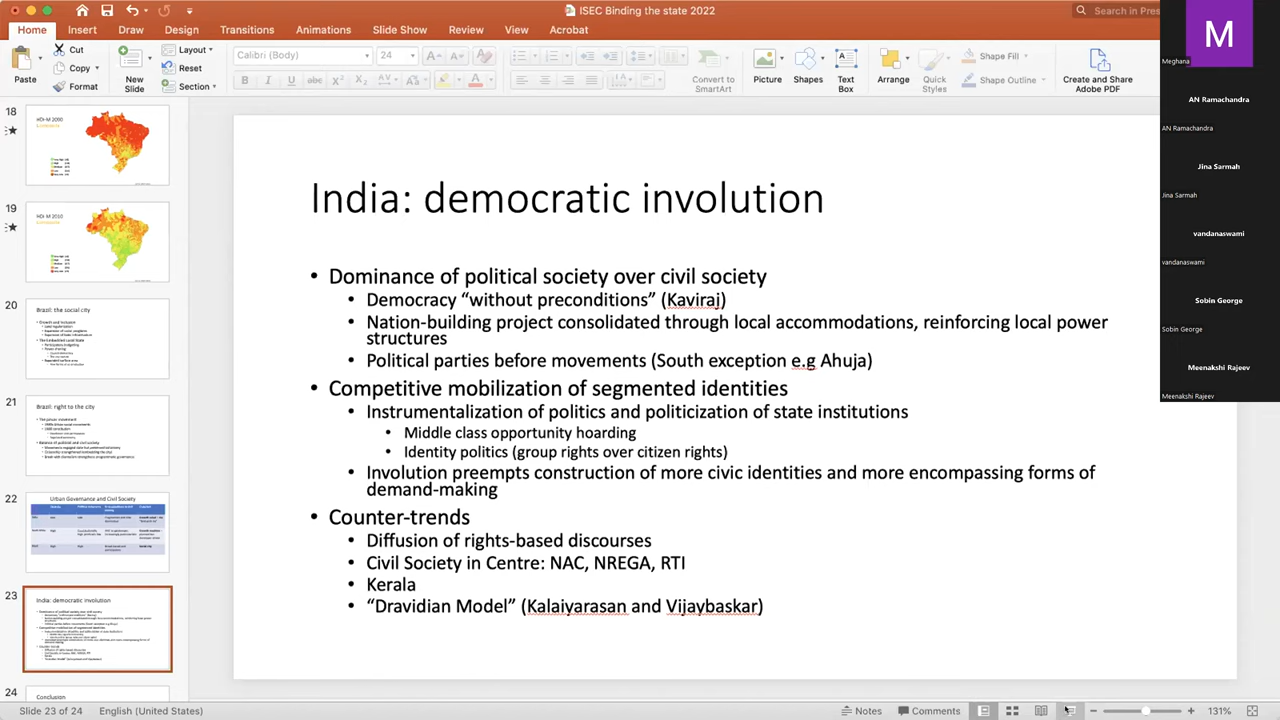 ISEC Binding the state 2022
Search in Pres
Home Insert Draw Design Transitions Animations Slide Show Review View Acrobat
Paste
Cut
Copy
Format
New Slide
Layout
Reset
Section
Calibri (Body) 24
Convert to SmartArt
Picture
Shapes
Text Box
Arrange
Quick Styles
Shape Fill
Shape Outline
Create and Share Adobe PDF
18
HDI-M 2000
19
HDI-M 2010
20
Brazil: the social city
21
Brazil: right to the city
22
Urban Governance and Civil Society
23
India: democratic involution
24
Conclusion
India: democratic involution
• Dominance of political society over civil society
• Democracy “without preconditions” (Kaviraj)
• Nation-building project consolidated through local accommodations, reinforcing local power
structures
• Political parties before movements (South exception e.g Ahuja)
• Competitive mobilization of segmented identities
• Instrumentalization of politics and politicization of state institutions
• Middle class opportunity hoarding
• Identity politics (group rights over citizen rights)
• Involution preempts construction of more civic identities and more encompassing forms of
demand-making
• Counter-trends
• Diffusion of rights-based discourses
• Civil Society in Centre: NAC, NREGA, RTI
• Kerala
• “Dravidian Model” (Kalaiyarasan and Vijaybaskar)
M
Meghana
AN Ramachandra
AN Ramachandra
Jina Sarmah
Jina Sarmah
vandanaswami
vandanaswami
Sobin George
Sobin George
Meenakshi Rajeev
Meenakshi Rajeev
Slide 23 of 24 English (United States)
Notes Comments 131%